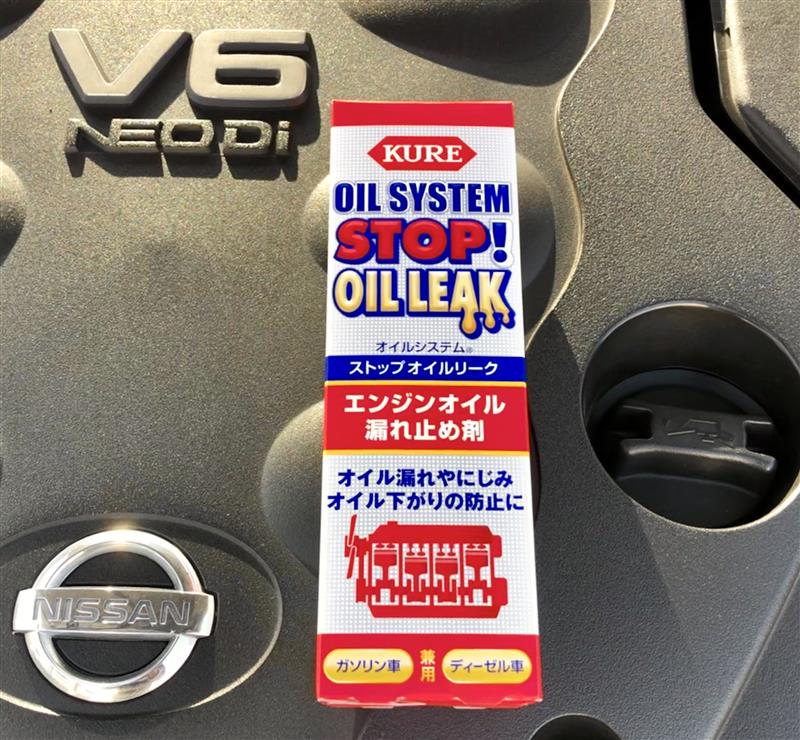 V6
NEO Di
KURE
OIL SYSTEM
STOP!
OIL LEAK
オイルシステム®
ストップオイルリーク
エンジンオイル
漏れ止め剤
オイル漏れやにじみ
オイル下がりの防止に
NISSAN
ガソリン車 兼用 ディーゼル車